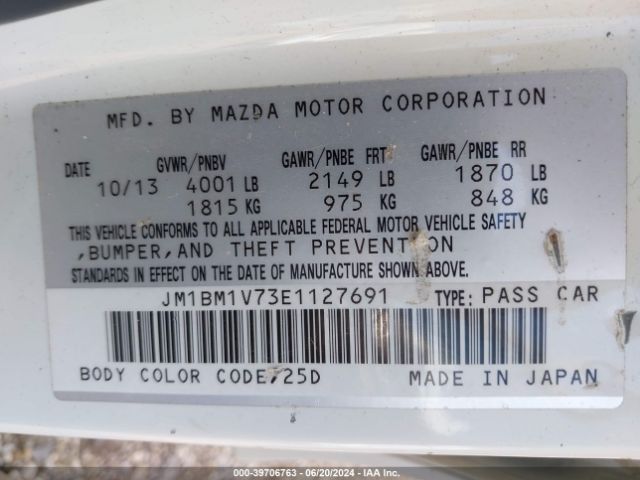 MFD. BY MAZDA MOTOR CORPORATION
DATE GVWR/PNBV GAWR/PNBE FRT GAWR/PNBE RR
10/13 4001 LB 2149 LB 1870 LB
1815 KG 975 KG 848 KG
THIS VEHICLE CONFORMS TO ALL APPLICABLE FEDERAL MOTOR VEHICLE SAFETY
,BUMPER,AND THEFT PREVENTION
STANDARDS IN EFFECT ON THE DATE OF MANUFACTURE SHOWN ABOVE.
JM1BM1V73E1127691 TYPE: PASS CAR
BODY COLOR CODE/25D MADE IN JAPAN
000-39706763 - 06/20/2024 - IAA Inc.